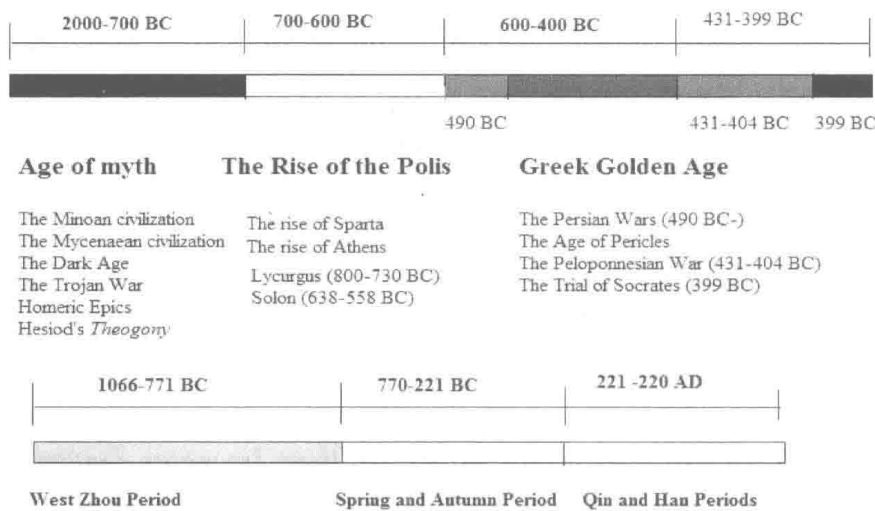 2000-700 BC 700-600 BC 600-400 BC 431-399 BC
490 BC 431-404 BC 399 BC
Age of myth The Rise of the Polis Greek Golden Age
The Minoan civilization
The Mycenaean civilization
The Dark Age
The Trojan War
Homeric Epics
Hesiod's Theogony
The rise of Sparta
The rise of Athens
Lycurgus (800-730 BC)
Solon (638-558 BC)
The Persian Wars (490 BC-)
The Age of Pericles
The Peloponnesian War (431-404 BC)
The Trial of Socrates (399 BC)
1066-771 BC 770-221 BC 221 -220 AD
West Zhou Period Spring and Autumn Period Qin and Han Periods